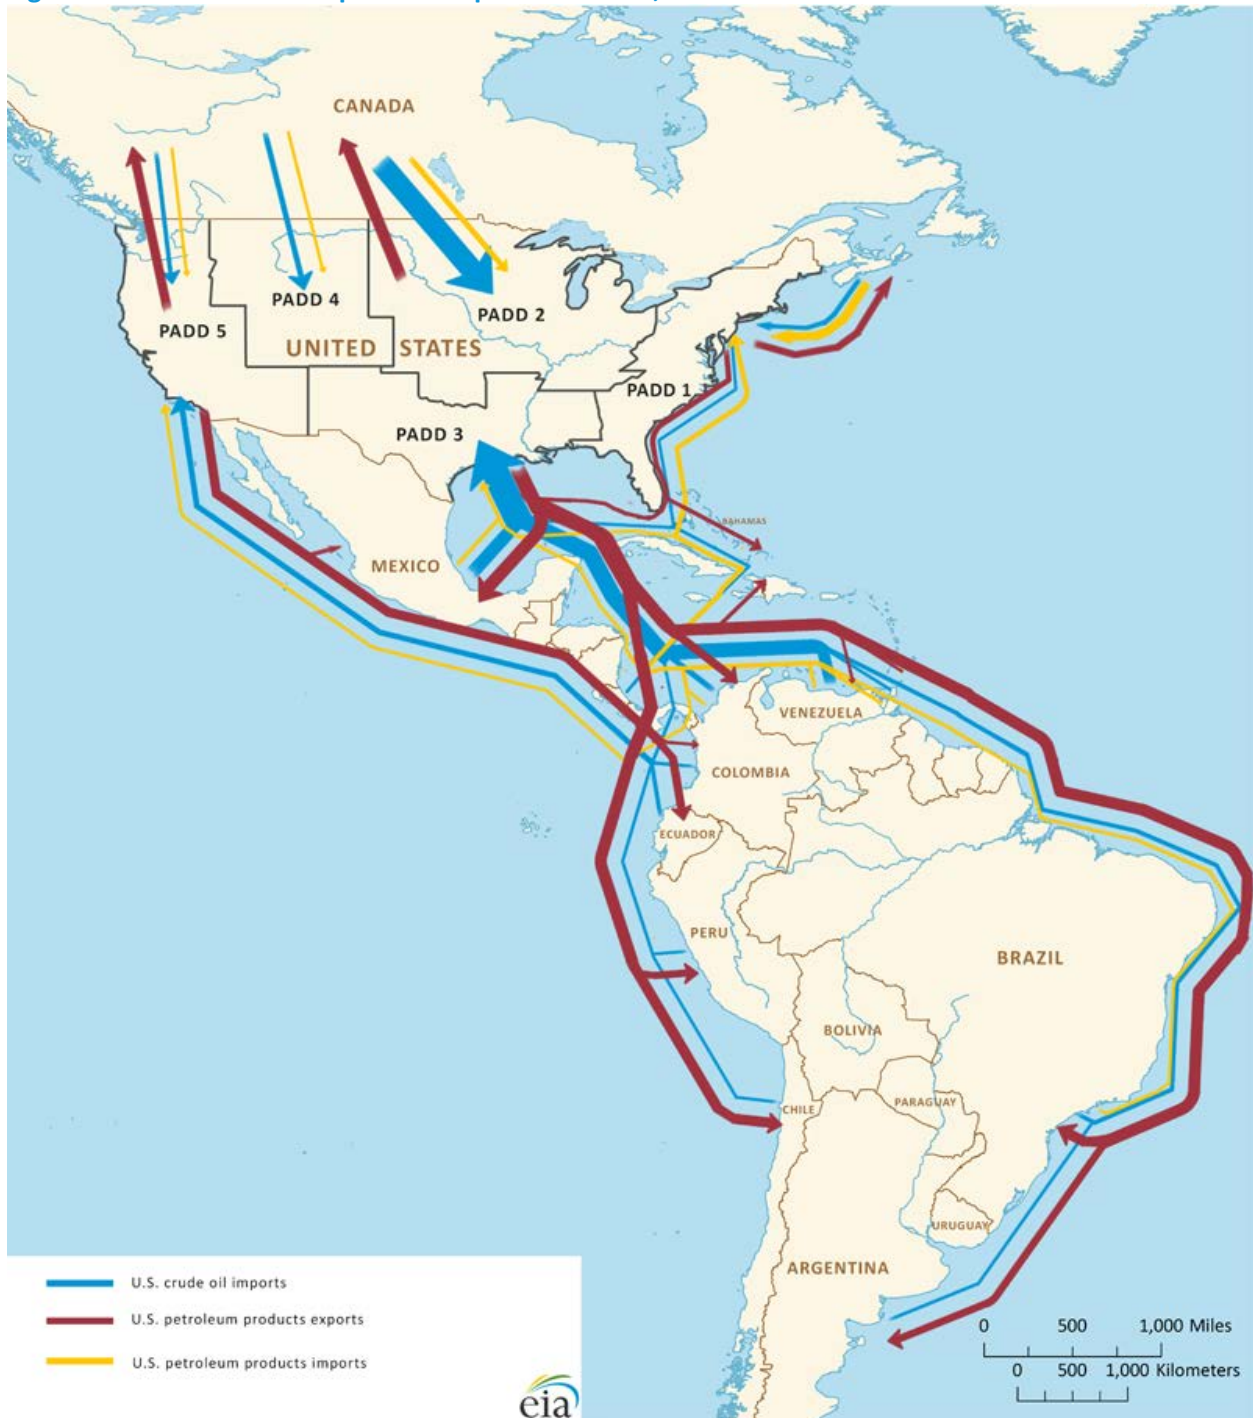 CANADA
PADD 4
PADD 2
PADD 5
UNITED STATES
PADD 1
PADD 3
BAHAMAS
MEXICO
VENEZUELA
COLOMBIA
ECUADOR
PERU
BRAZIL
BOLIVIA
CHILE
PARAGUAY
URUGUAY
ARGENTINA
U.S. crude oil imports
U.S. petroleum products exports
U.S. petroleum products imports
eia
0 500 1,000 Miles
0 500 1,000 Kilometers